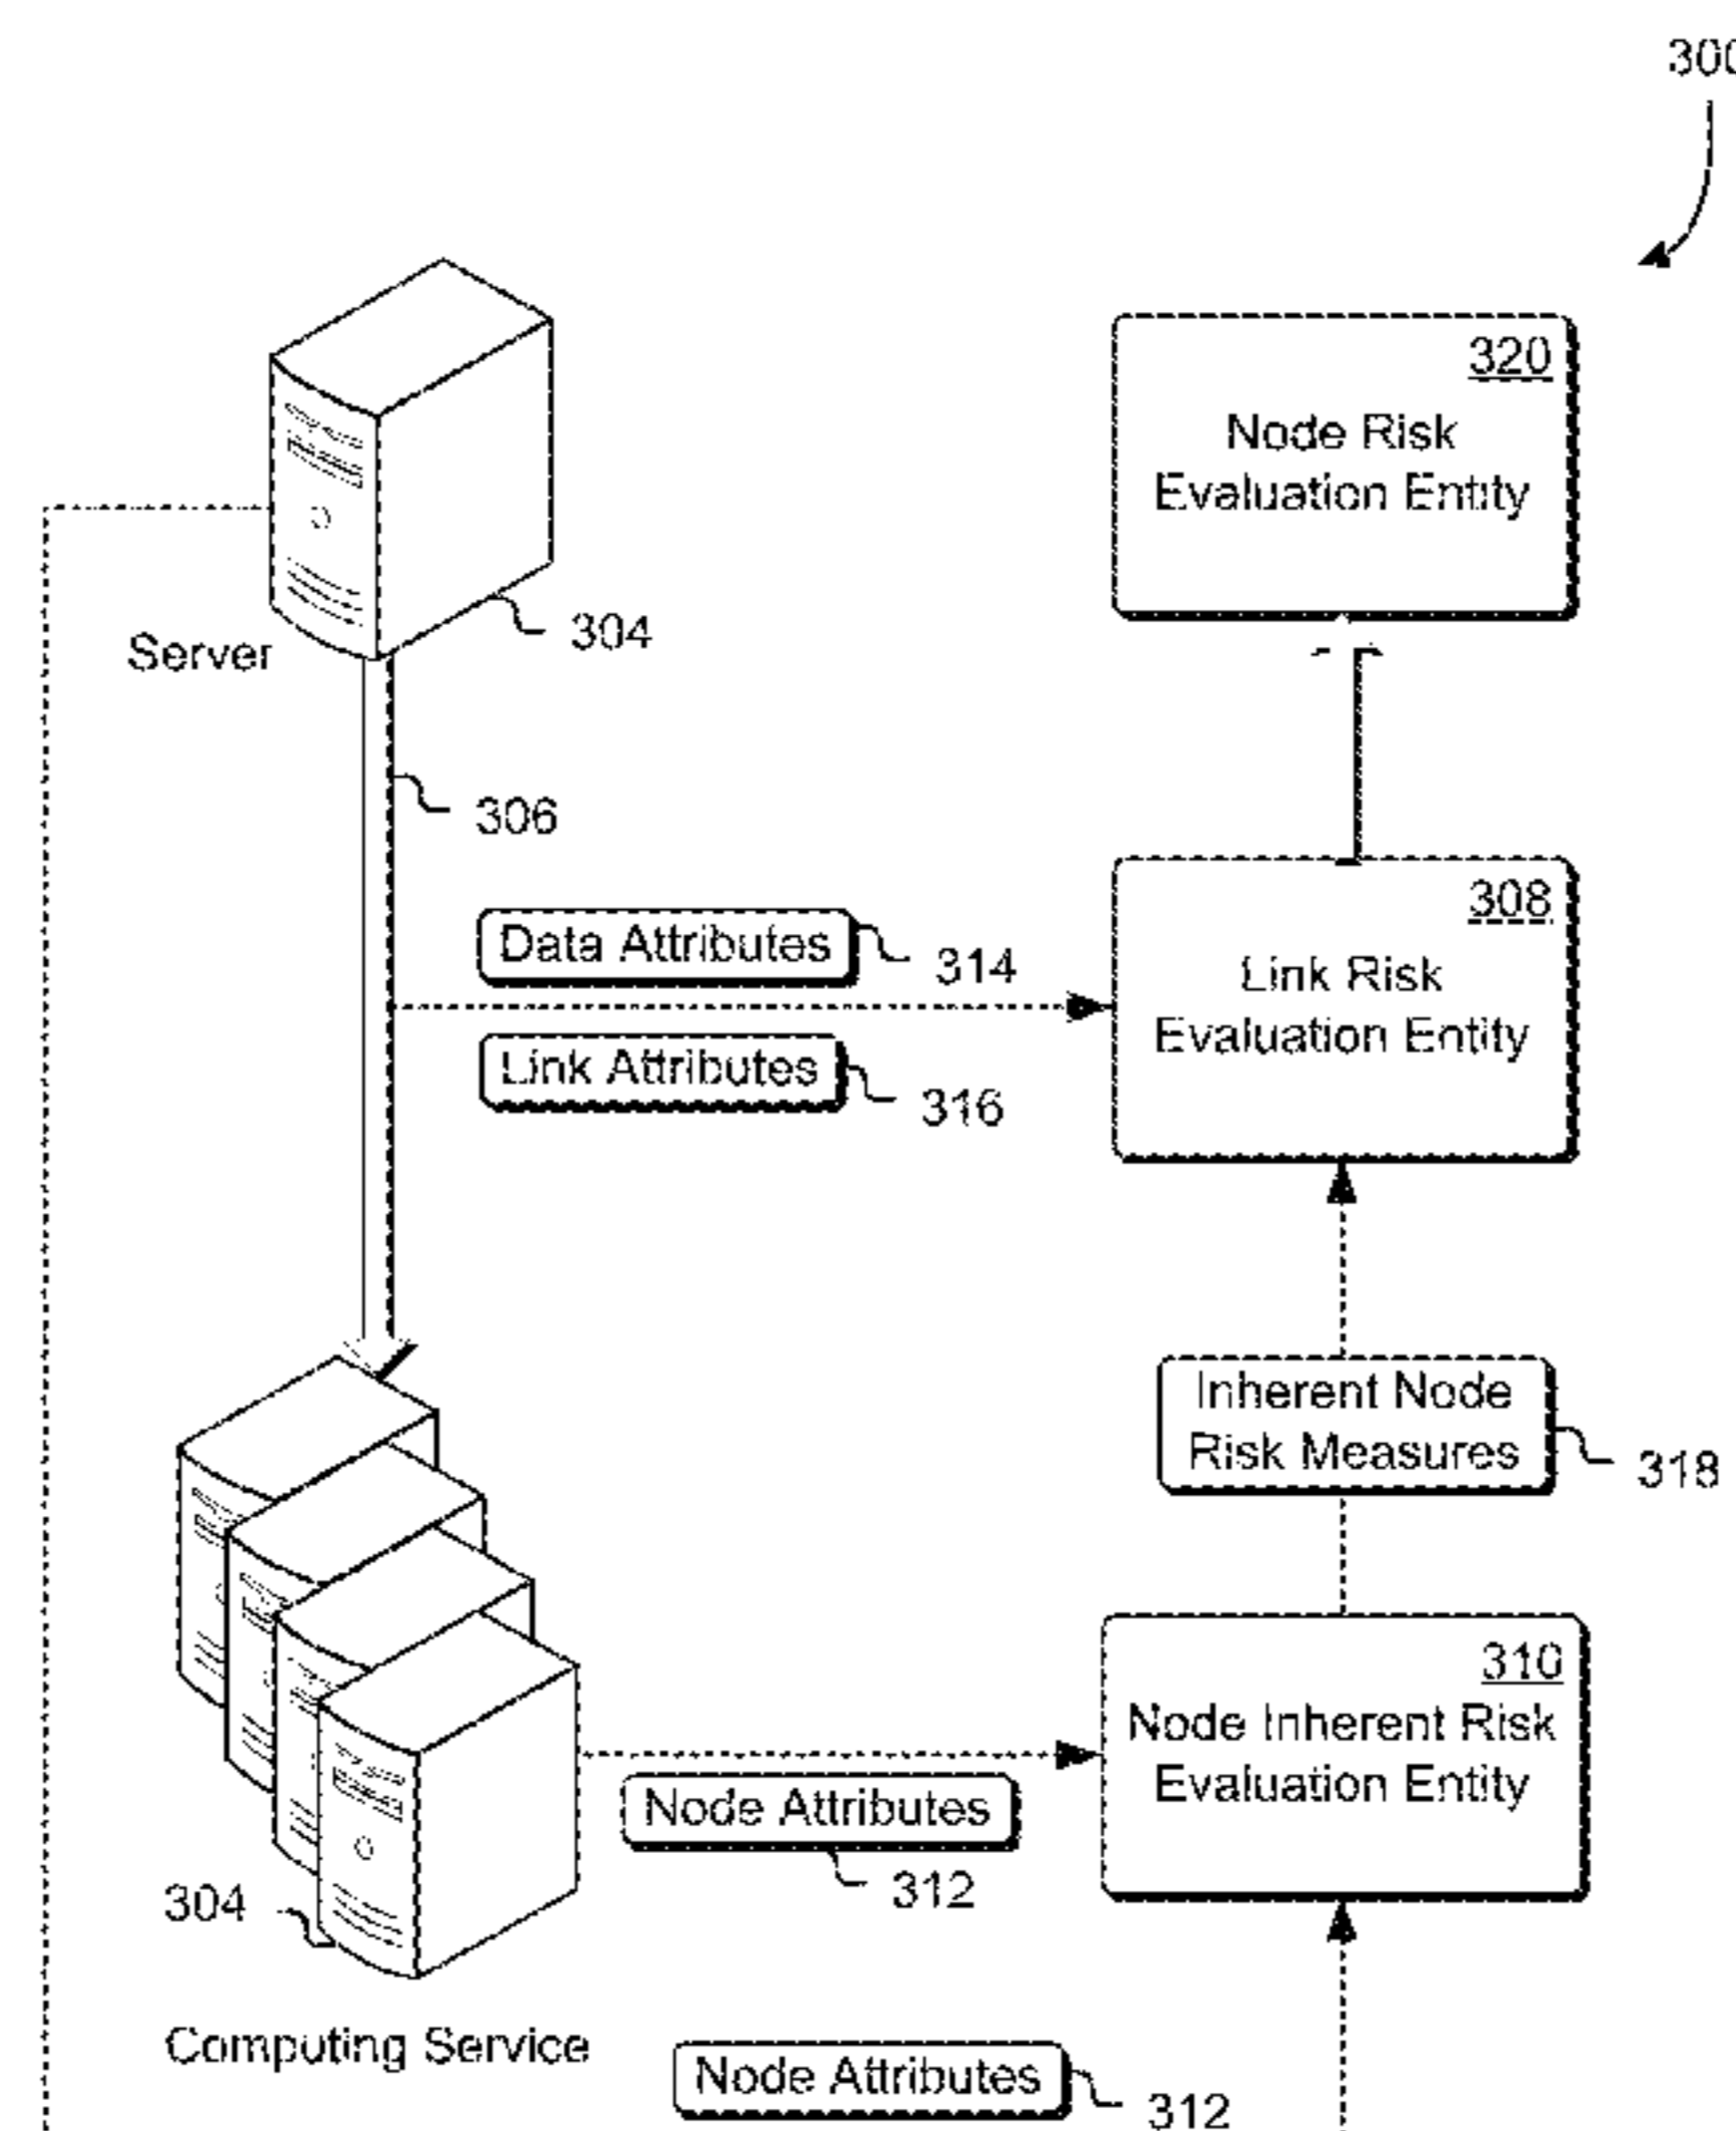 300
320
Node Risk
Evaluation Entity
304
Server
306
308
Data Attributes
314
Link Risk
Evaluation Entity
Link Attributes
316
Inherent Node
Risk Measures
318
310
Node Inherent Risk
Evaluation Entity
Node Attributes
312
304
Computing Service
Node Attributes
312